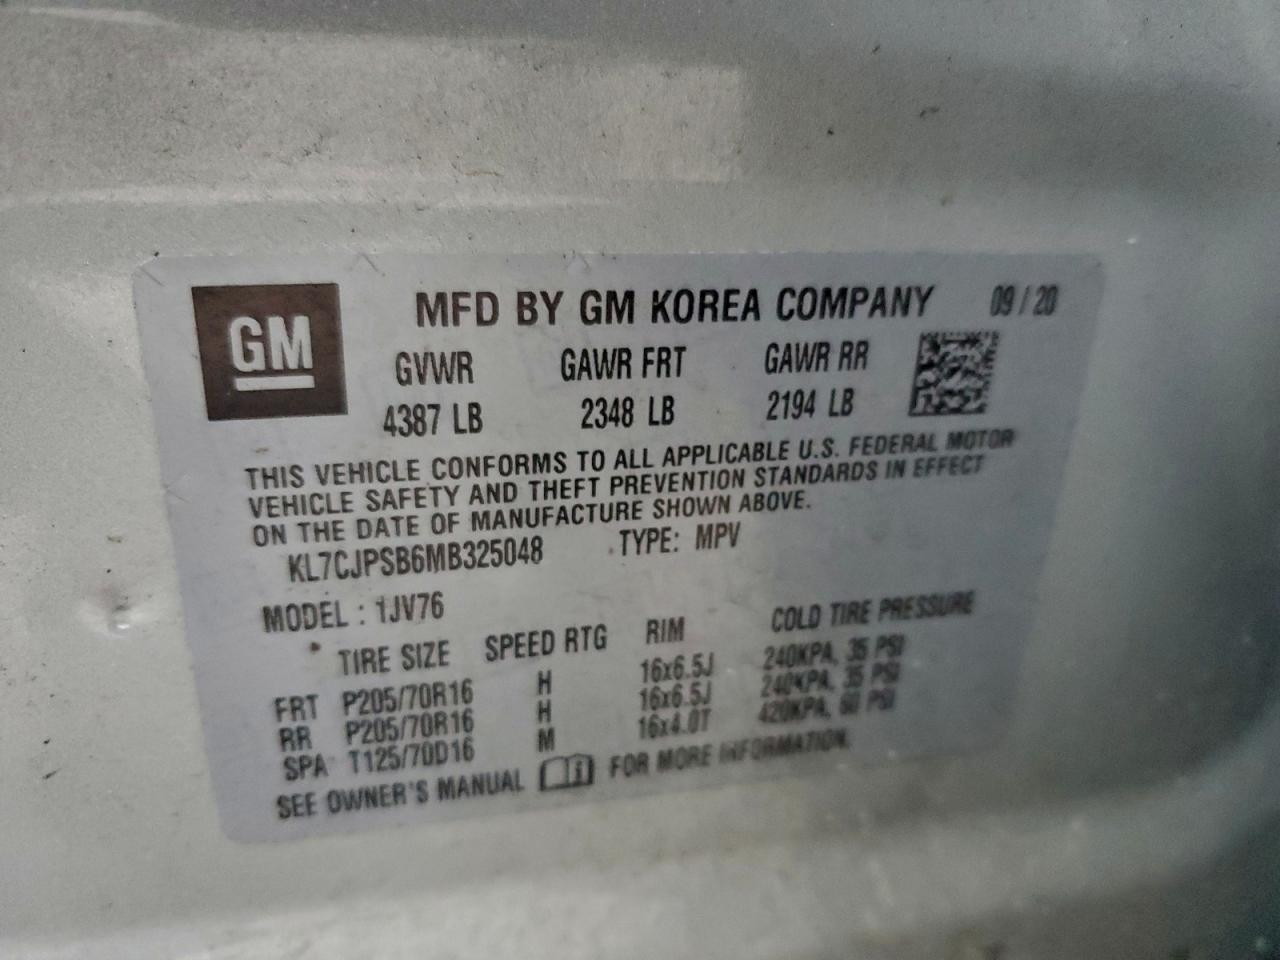 GM
MFD BY GM KOREA COMPANY 09/20
GVWR GAWR FRT GAWR RR
4387 LB 2348 LB 2194 LB
THIS VEHICLE CONFORMS TO ALL APPLICABLE U.S. FEDERAL MOTOR
VEHICLE SAFETY AND THEFT PREVENTION STANDARDS IN EFFECT
ON THE DATE OF MANUFACTURE SHOWN ABOVE.
KL7CJPSB6MB325048 TYPE: MPV
MODEL : 1JV76
TIRE SIZE SPEED RTG RIM COLD TIRE PRESSURE
FRT P205/70R16 H 16x6.5J 240KPA, 35 PSI
RR P205/70R16 H 16x6.5J 240KPA, 35 PSI
SPA T125/70D16 M 16x4.0T 420KPA, 60 PSI
SEE OWNER'S MANUAL FOR MORE INFORMATION.